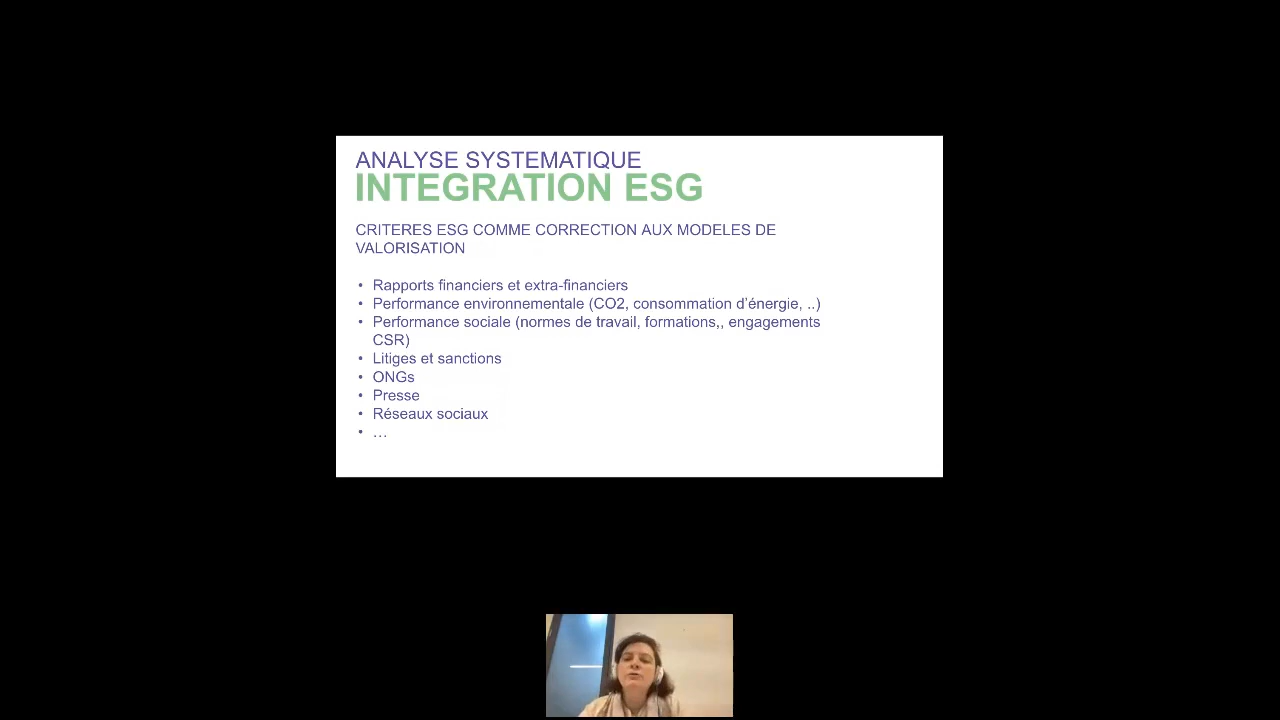 ANALYSE SYSTEMATIQUE
INTEGRATION ESG
CRITERES ESG COMME CORRECTION AUX MODELES DE
VALORISATION
• Rapports financiers et extra-financiers
• Performance environnementale (CO2, consommation d'énergie, ..)
• Performance sociale (normes de travail, formations,, engagements
CSR)
• Litiges et sanctions
• ONGs
• Presse
• Réseaux sociaux
• …